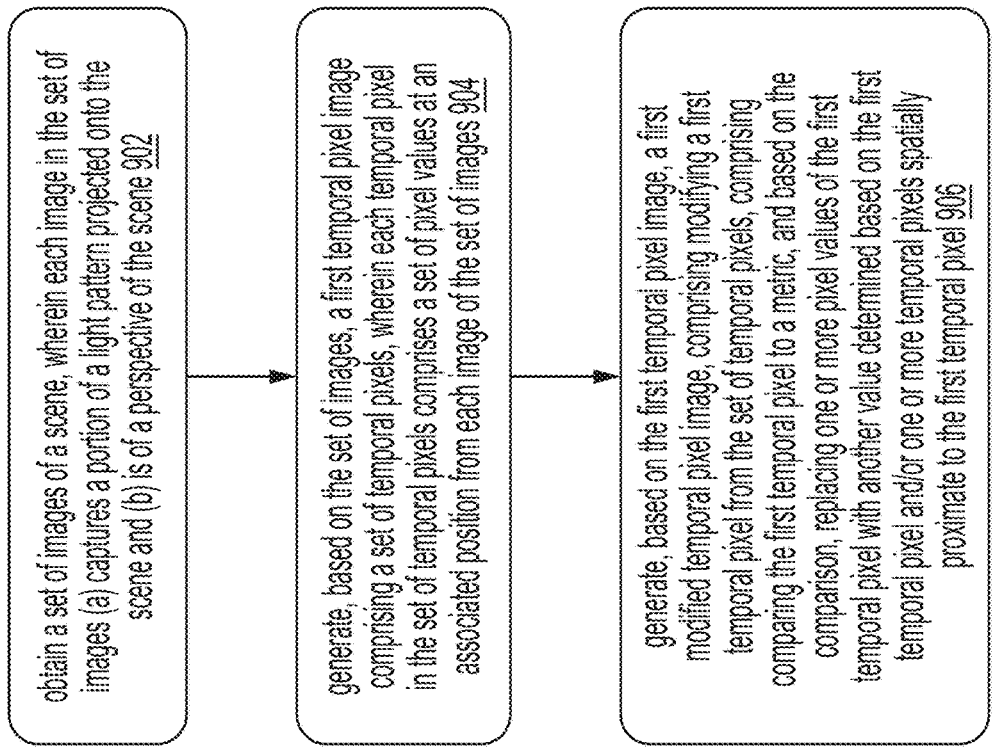 obtain a set of images of a scene, wherein each image in the set of
images (a) captures a portion of a light pattern projected onto the
scene and (b) is of a perspective of the scene 902
generate, based on the set of images, a first temporal pixel image
comprising a set of temporal pixels, wherein each temporal pixel
in the set of temporal pixels comprises a set of pixel values at an
associated position from each image of the set of images 904
generate, based on the first temporal pixel image, a first
modified temporal pixel image, comprising modifying a first
temporal pixel from the set of temporal pixels, comprising
comparing the first temporal pixel to a metric, and based on the
comparison, replacing one or more pixel values of the first
temporal pixel with another value determined based on the first
temporal pixel and/or one or more temporal pixels spatially
proximate to the first temporal pixel 906